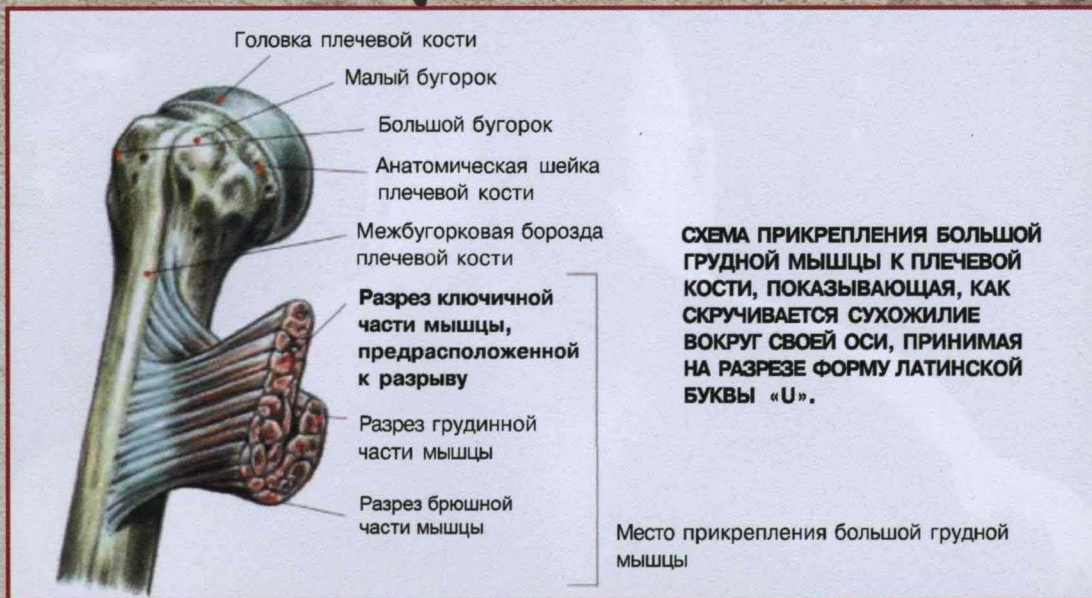 Головка плечевой кости
Малый бугорок
Большой бугорок
Анатомическая шейка
плечевой кости
Межбугорковая борозда
плечевой кости
Разрез ключичной
части мышцы,
предрасположенной
к разрыву
Разрез грудинной
части мышцы
Разрез брюшной
части мышцы
СХЕМА ПРИКРЕПЛЕНИЯ БОЛЬШОЙ
ГРУДНОЙ МЫШЦЫ К ПЛЕЧЕВОЙ
КОСТИ, ПОКАЗЫВАЮЩАЯ, КАК
СКРУЧИВАЕТСЯ СУХОЖИЛИЕ
ВОКРУГ СВОЕЙ ОСИ, ПРИНИМАЯ
НА РАЗРЕЗЕ ФОРМУ ЛАТИНСКОЙ
БУКВЫ «U».
Место прикрепления большой грудной
мышцы